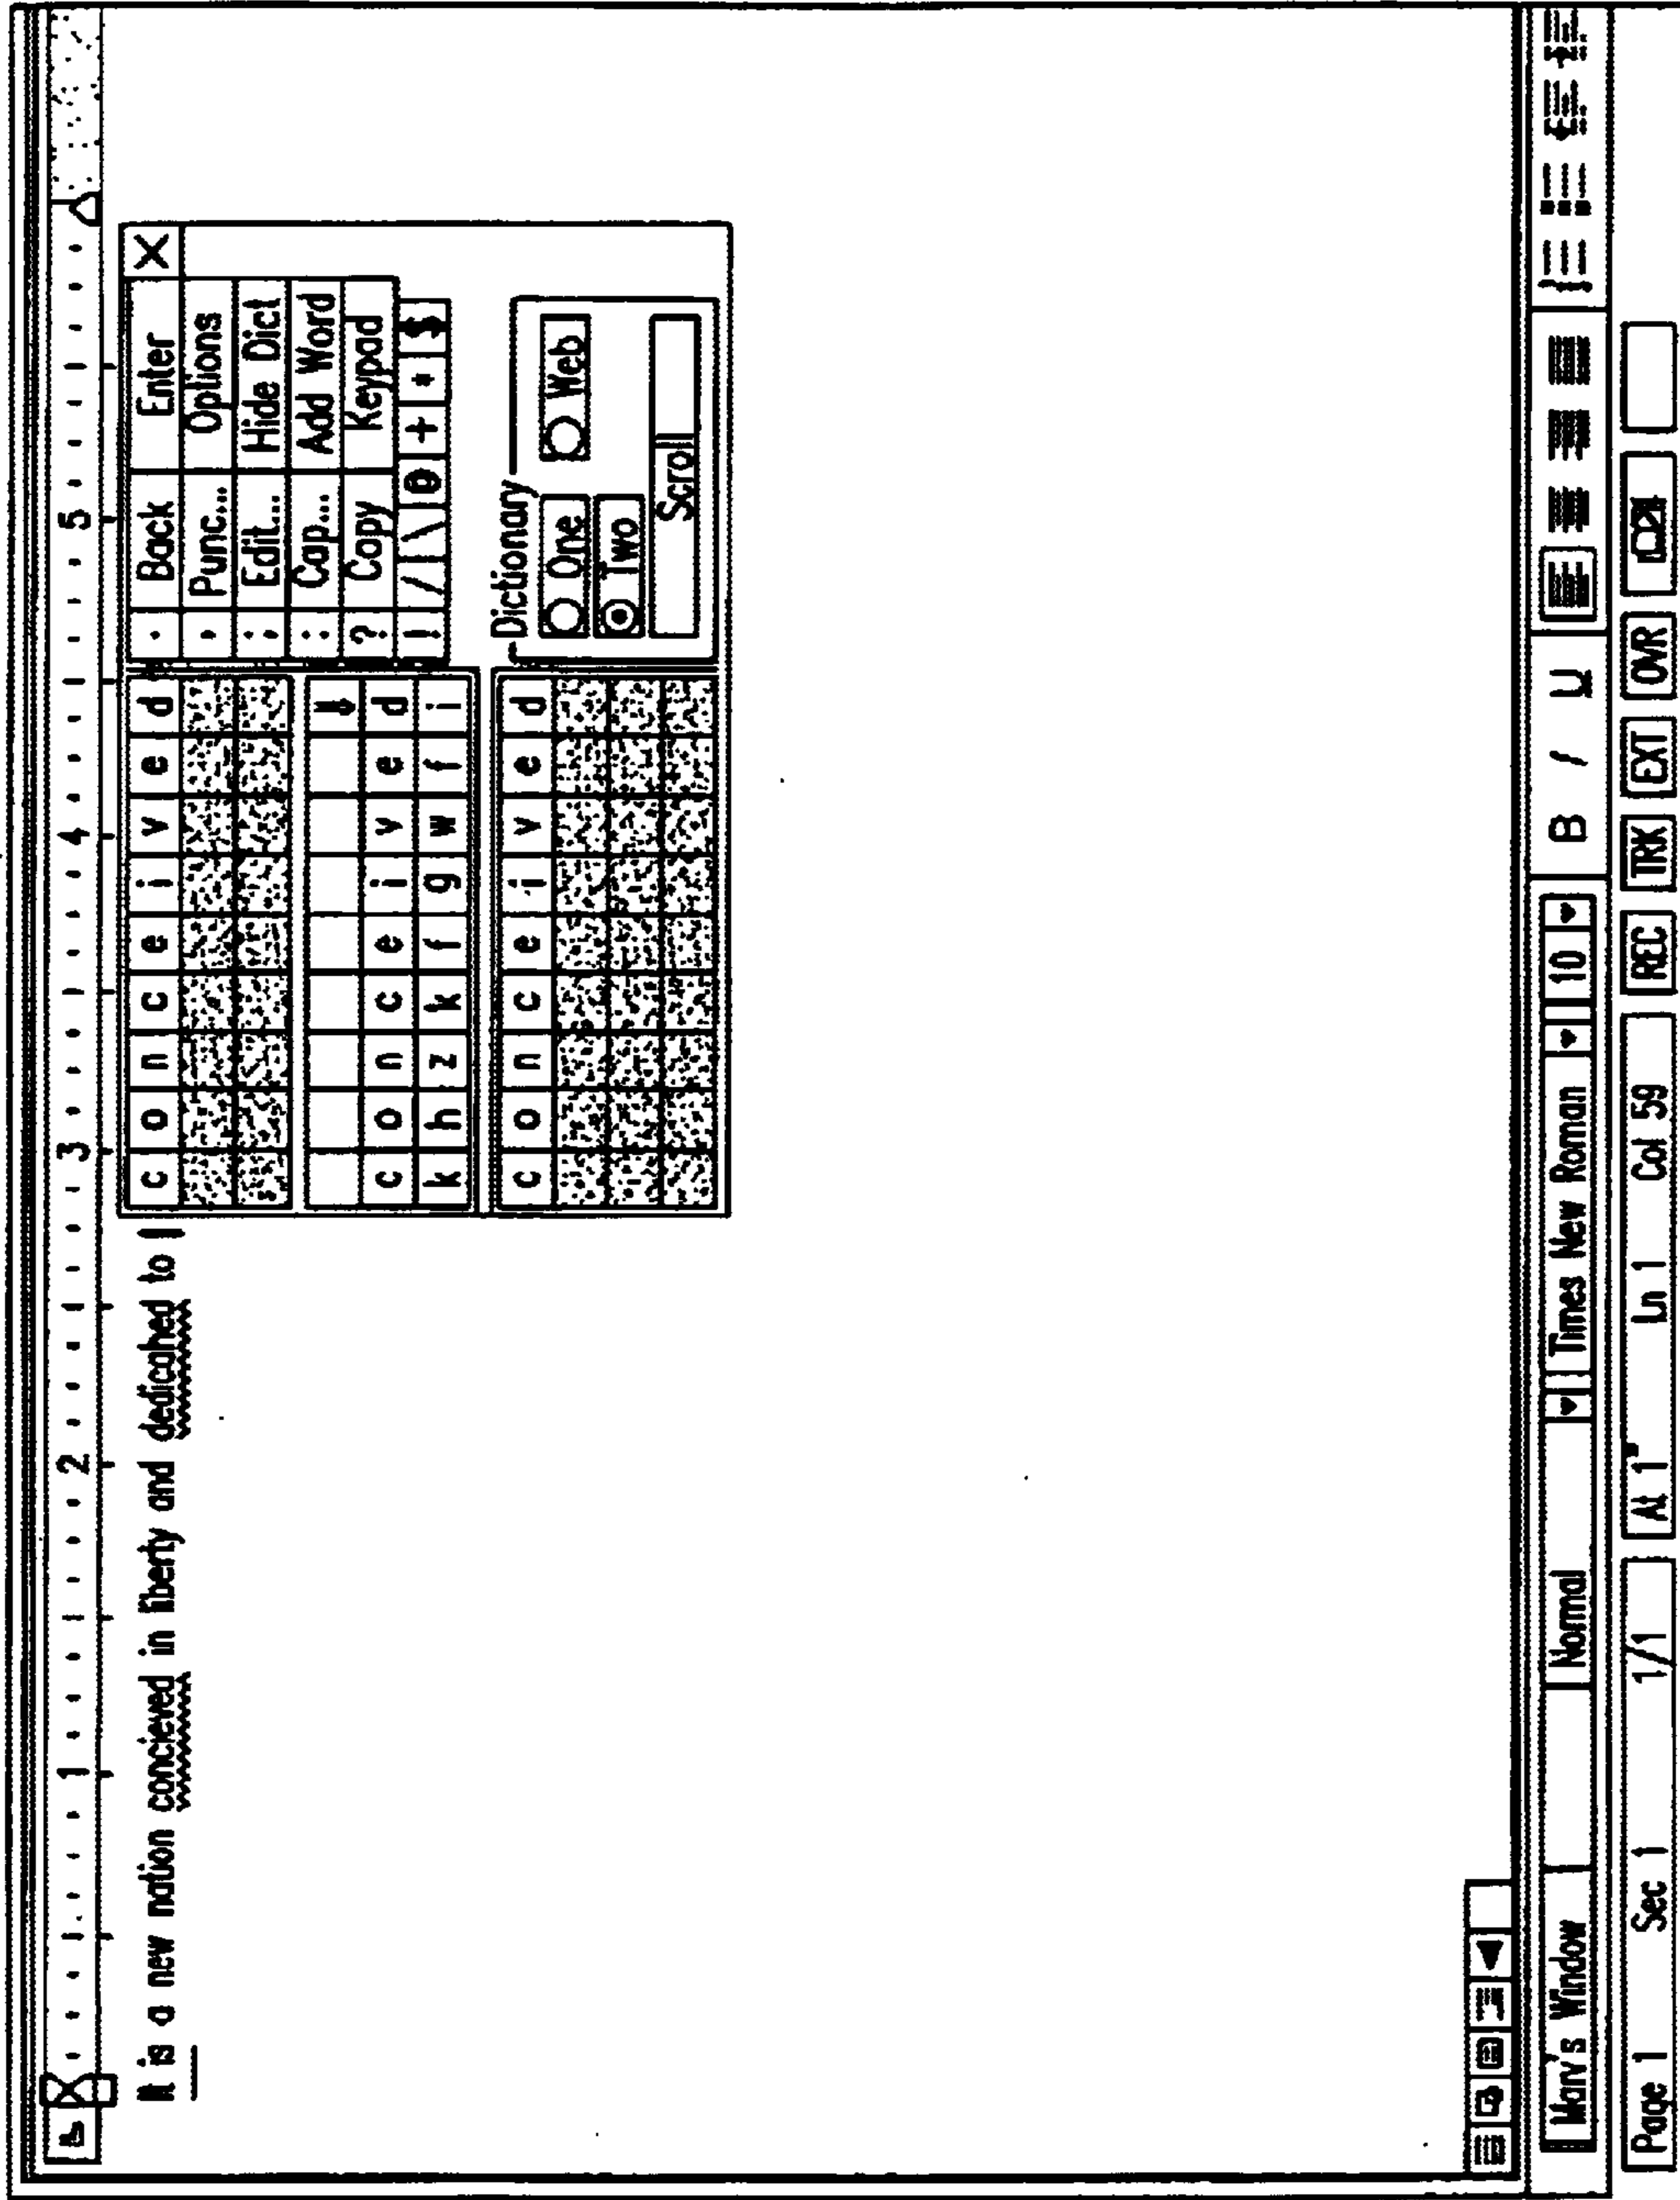 1 2 3 4 5
It is a new nation concieved in liberty and dedicahed to
c o n c e i v e d . Back Enter X
, Punc... Options
; Edit... Hide Dict
: Cap... Add Word
c o n c e i v e d ? Copy Keypad
k h z k f g w f i ! / \ @ + * $
c o n c e i v e d
Dictionary
One Web
Two
Scroll
Marv's Window Normal Times New Roman 10 B / U
Page 1 Sec 1 1/1 At 1" Ln 1 Col 59 REC TRK EXT OVR